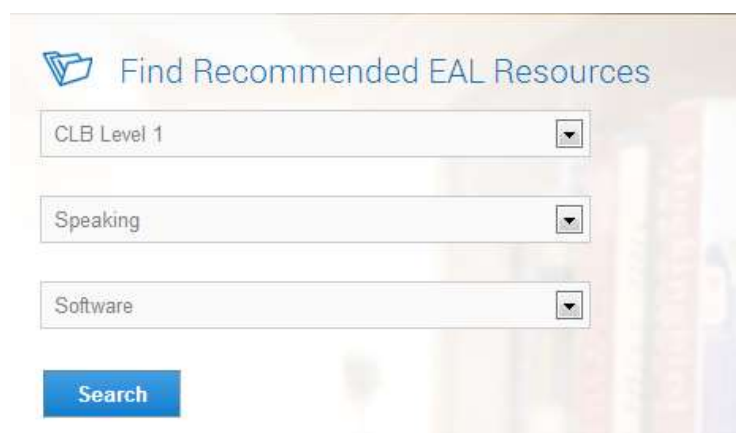 Find Recommended EAL Resources
CLB Level 1
Speaking
Software
Search